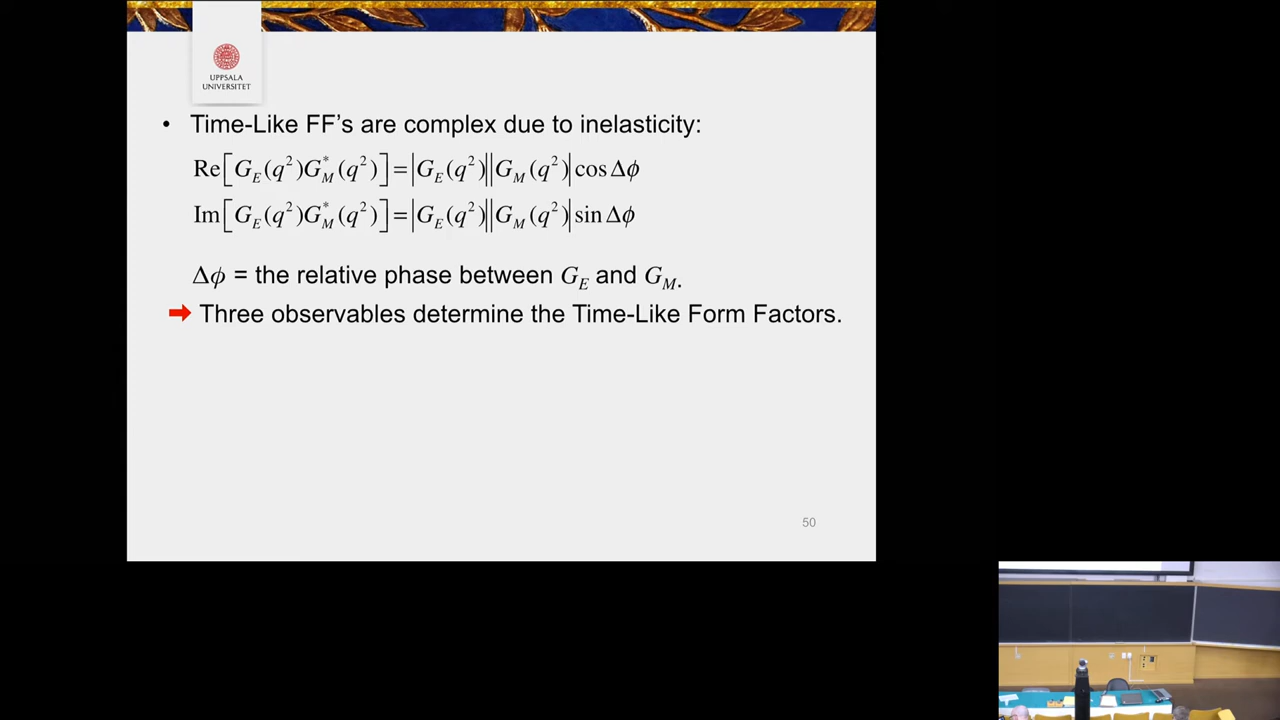 UPPSALA
UNIVERSITET
• Time-Like FF's are complex due to inelasticity:
Re[G_E(q²)G_M^*(q²)]=|G_E(q²)||G_M(q²)|cos Δϕ
Im[G_E(q²)G_M^*(q²)]=|G_E(q²)||G_M(q²)|sin Δϕ
Δϕ = the relative phase between G_E and G_M.
➡ Three observables determine the Time-Like Form Factors.
50